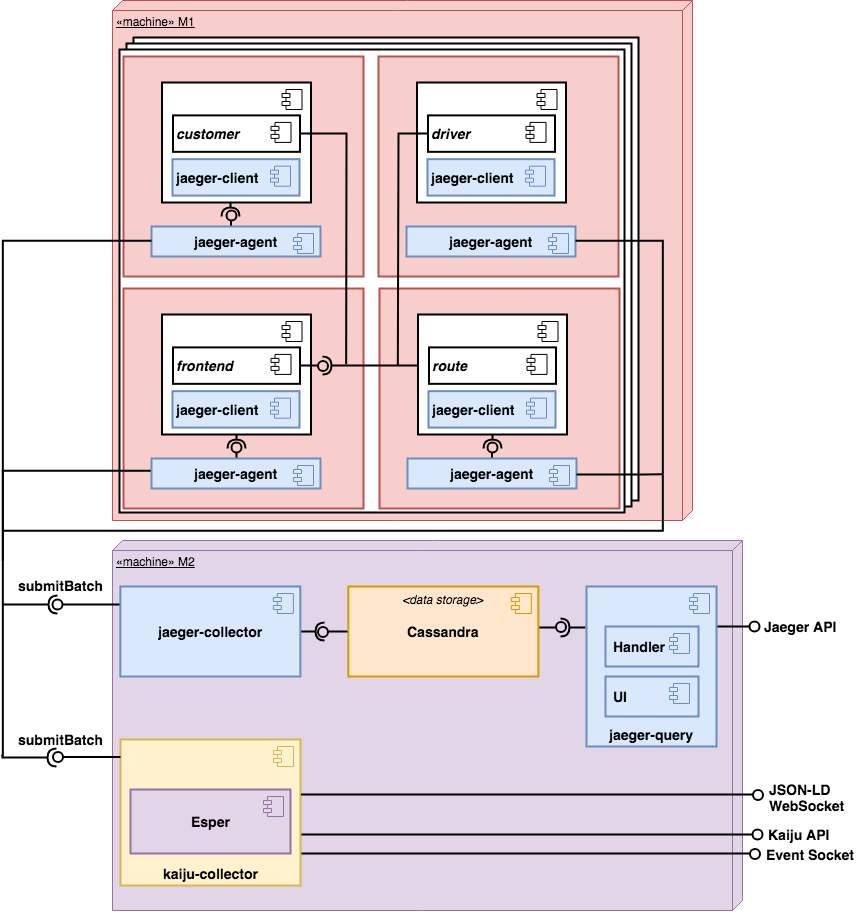 «machine» M1
customer
jaeger-client
jaeger-agent
driver
jaeger-client
jaeger-agent
frontend
jaeger-client
jaeger-agent
route
jaeger-client
jaeger-agent
«machine» M2
submitBatch
jaeger-collector
<data storage>
Cassandra
Handler
UI
jaeger-query
Jaeger API
submitBatch
Esper
kaiju-collector
JSON-LD
WebSocket
Kaiju API
Event Socket